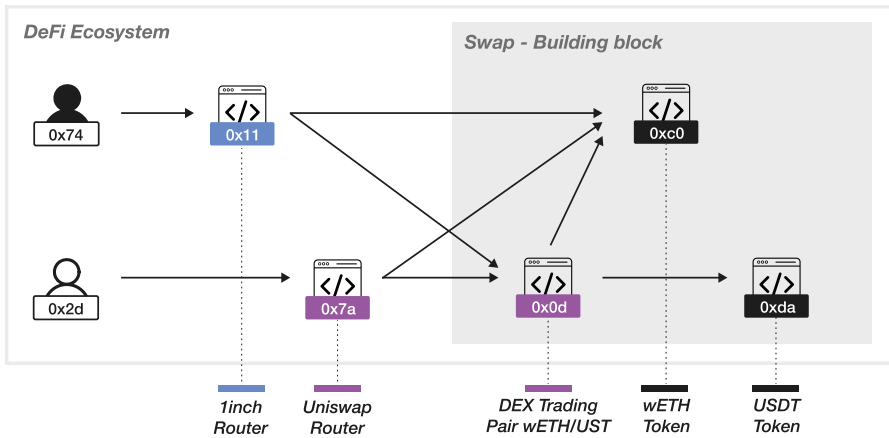 DeFi Ecosystem
Swap - Building block
</>
0x74
0x11
</>
0xc0
</>
0x2d
0x7a
</>
0x0d
</>
0xda
1inch
Router
Uniswap
Router
DEX Trading
Pair wETH/UST
wETH
Token
USDT
Token